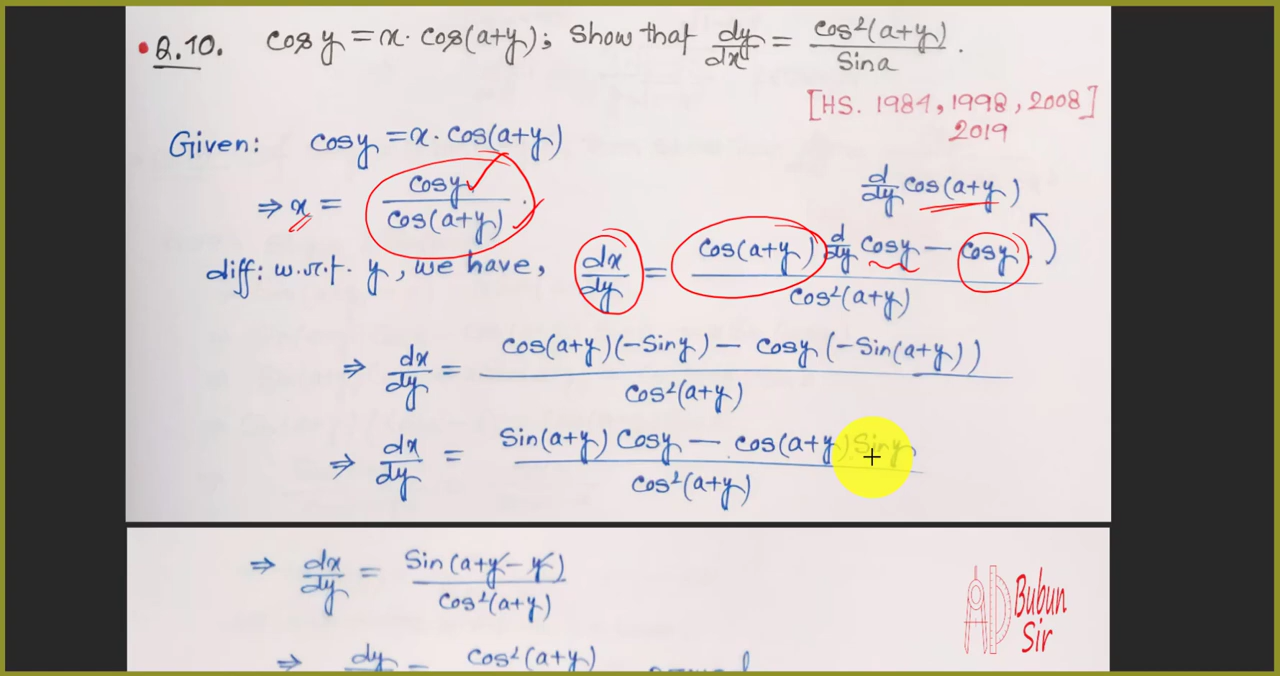 • Q.10. cos y = x · cos(a+y); Show that dy/dx = cos²(a+y)/Sin a .
[HS. 1984, 1998, 2008]
2019
Given: cos y = x · cos(a+y)
⇒ x = cos y / cos(a+y) .
d/dy cos(a+y)
diff: w.r.t. y, we have, dx/dy = cos(a+y) d/dy cos y − cos y . / cos²(a+y)
⇒ dx/dy = cos(a+y)(−Sin y) − cos y (−Sin(a+y)) / cos²(a+y)
⇒ dx/dy = Sin(a+y) Cos y − cos(a+y) Sin y / cos²(a+y)
⇒ dx/dy = Sin(a+y−y) / cos²(a+y)
⇒ dy = cos²(a+y)
Bubun
Sir